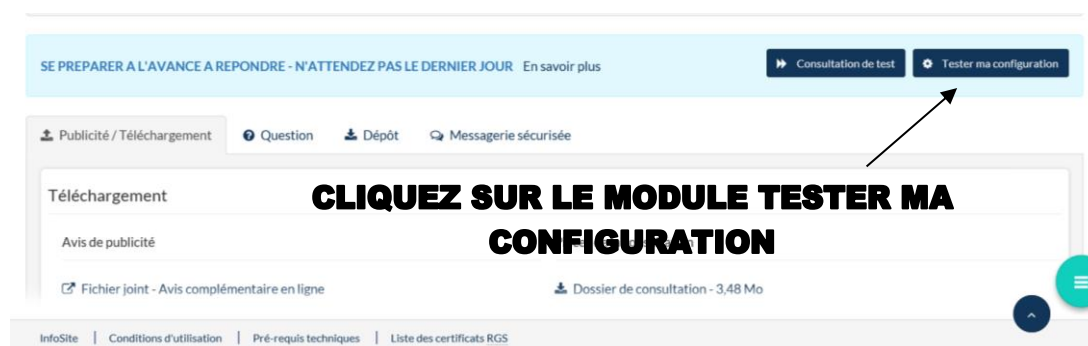 SE PREPARER A L'AVANCE A REPONDRE - N'ATTENDEZ PAS LE DERNIER JOUR En savoir plus
Consultation de test
Tester ma configuration
Publicité / Téléchargement Question Dépôt Messagerie sécurisée
Téléchargement
CLIQUEZ SUR LE MODULE TESTER MA
CONFIGURATION
Avis de publicité
Fichier joint - Avis complémentaire en ligne
Dossier de consultation - 3,48 Mo
InfoSite | Conditions d'utilisation | Pré-requis techniques | Liste des certificats RGS